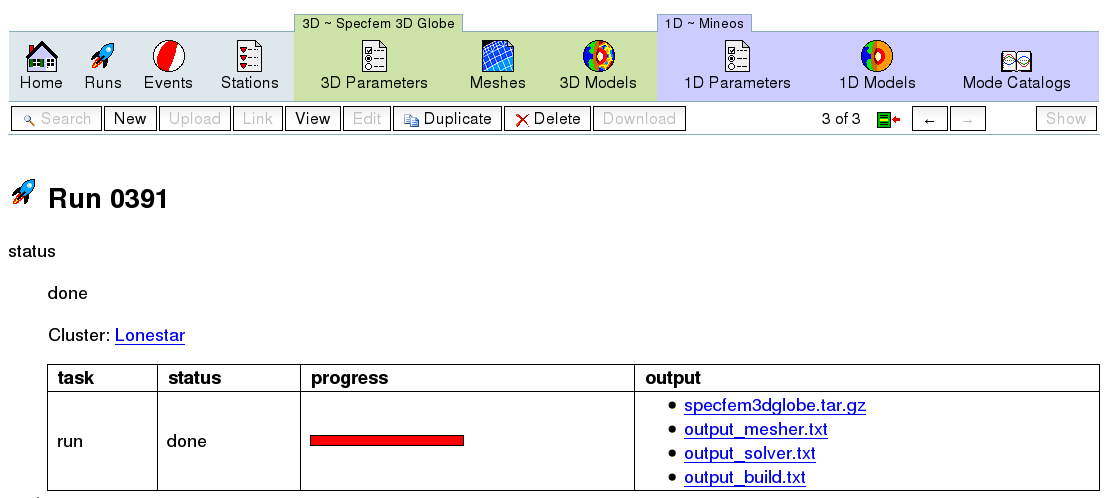 3D ~ Specfem 3D Globe 1D ~ Mineos
Home Runs Events Stations 3D Parameters Meshes 3D Models 1D Parameters 1D Models Mode Catalogs
Search New Upload Link View Edit Duplicate Delete Download 3 of 3 ← → Show
Run 0391
status
done
Cluster: Lonestar
task status progress output
run done
• specfem3dglobe.tar.gz
• output_mesher.txt
• output_solver.txt
• output_build.txt